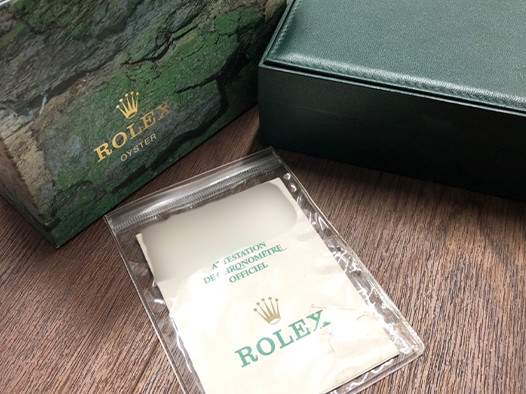 ROLEX
OYSTER
ATTESTATION
DE CHRONOMETRE
OFFICIEL
ROLEX